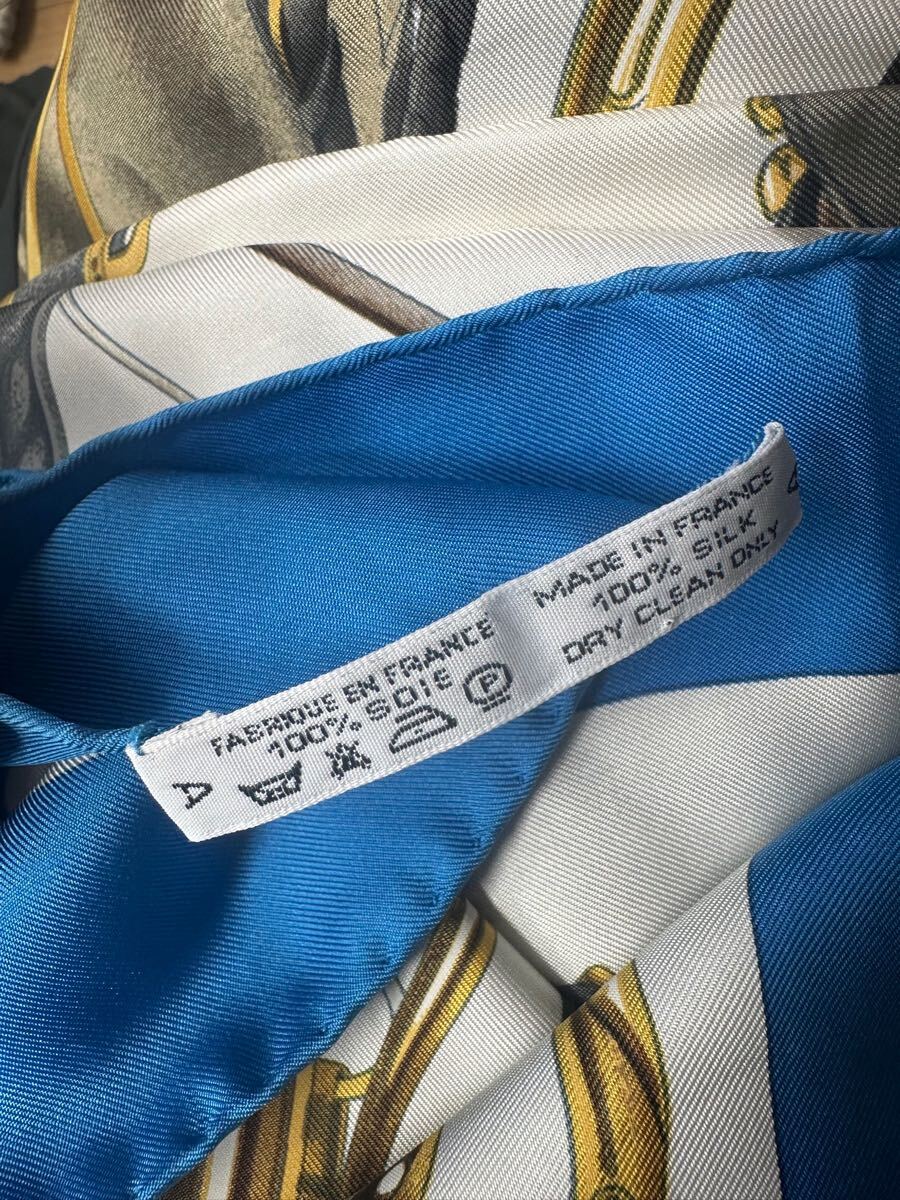 FABRIQUE EN FRANCE
100% SOIE
P
A
MADE IN FRANCE
100% SILK
DRY CLEAN ONLY